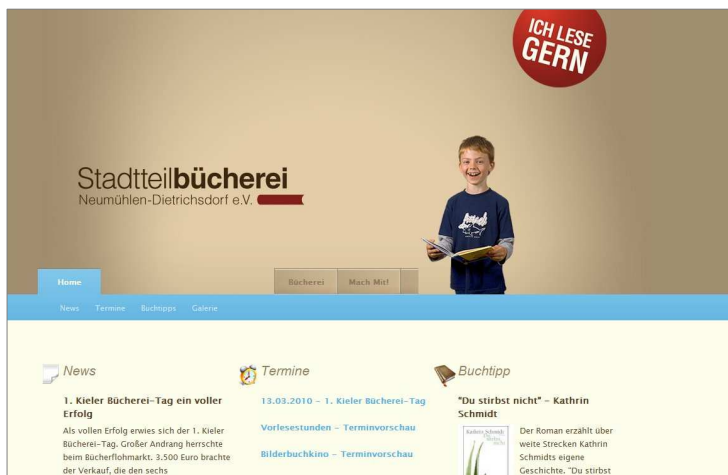 ICH LESE
GERN
Stadtteilbücherei
Neumühlen-Dietrichsdorf e.V.
Home
Bücherei
Mach Mit!
News
Termine
Buchtipps
Galerie
News
1. Kieler Bücherei-Tag ein voller
Erfolg
Als vollen Erfolg erwies sich der 1. Kieler
Bücherei-Tag. Großer Andrang herrschte
beim Bücherflohmarkt. 3.500 Euro brachte
der Verkauf, die den sechs
Termine
13.03.2010 – 1. Kieler Bücherei-Tag
Vorlesestunden – Terminvorschau
Bilderbuchkino – Terminvorschau
Buchtipp
"Du stirbst nicht" – Kathrin
Schmidt
Kathrin Schmidt
Der Roman erzählt über
weite Strecken Kathrin
Schmidts eigene
Geschichte. "Du stirbst